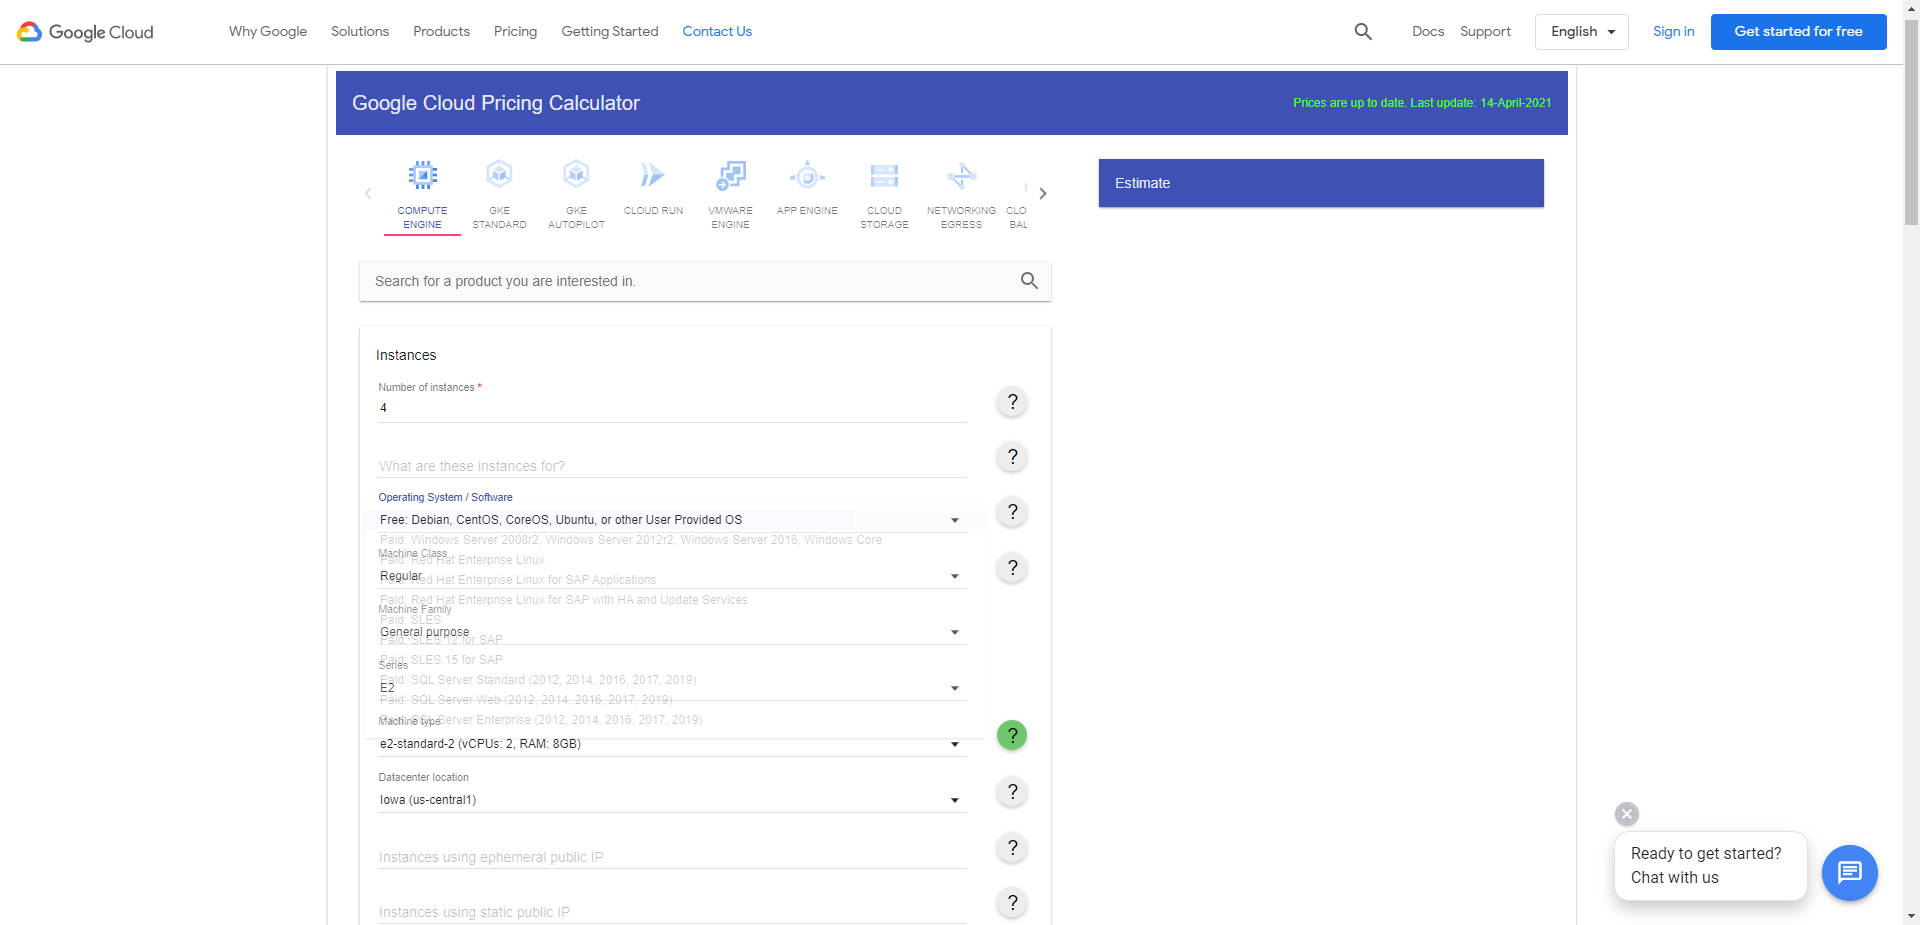 Google Cloud
Why Google
Solutions
Products
Pricing
Getting Started
Contact Us
Docs
Support
English
Sign in
Get started for free
Google Cloud Pricing Calculator
Prices are up to date. Last update: 14-April-2021
COMPUTE
ENGINE
GKE
STANDARD
GKE
AUTOPILOT
CLOUD RUN
VMWARE
ENGINE
APP ENGINE
CLOUD
STORAGE
NETWORKING
EGRESS
CLO
BAL
Estimate
Search for a product you are interested in.
Instances
Number of instances *
4
?
What are these instances for?
?
Operating System / Software
Free: Debian, CentOS, CoreOS, Ubuntu, or other User Provided OS
?
Paid: Windows Server 2008r2, Windows Server 2012r2, Windows Server 2016, Windows Core
Machine Class
Paid: Red Hat Enterprise Linux
?
Regular
Paid: Red Hat Enterprise Linux for SAP Applications
Paid: Red Hat Enterprise Linux for SAP with HA and Update Services
Machine Family
Paid: SLES
General purpose
Paid: SLES 12 for SAP
Paid: SLES 15 for SAP
Series
Paid: SQL Server Standard (2012, 2014, 2016, 2017, 2019)
E2
Paid: SQL Server Web (2012, 2014, 2016, 2017, 2019)
Paid: SQL Server Enterprise (2012, 2014, 2016, 2017, 2019)
Machine type
e2-standard-2 (vCPUs: 2, RAM: 8GB)
?
Datacenter location
Iowa (us-central1)
?
Instances using ephemeral public IP
?
Instances using static public IP
?
Ready to get started?
Chat with us